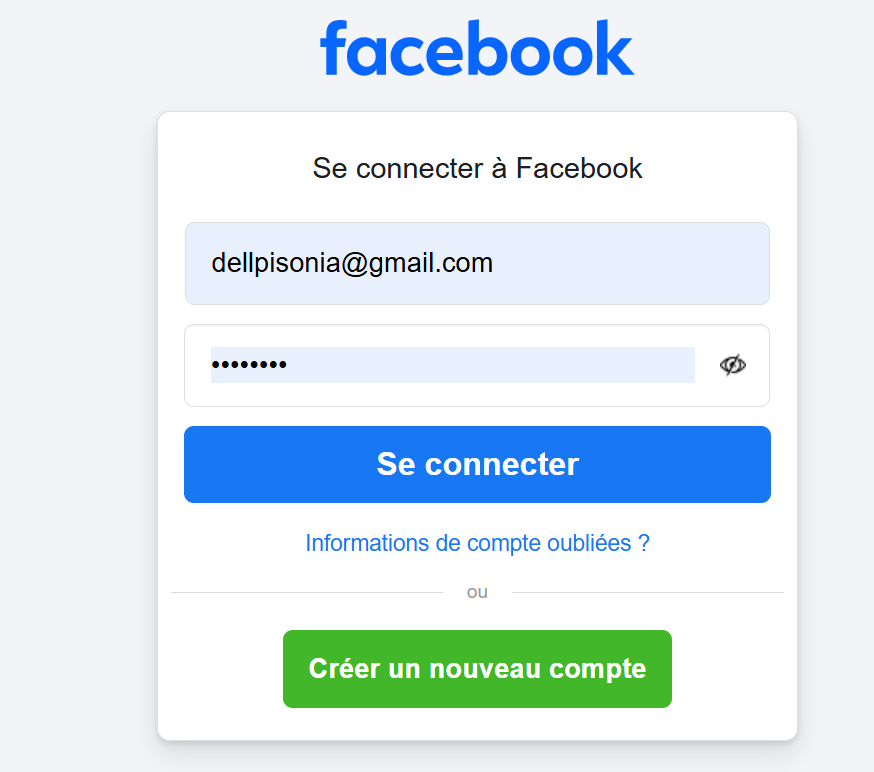 facebook
Se connecter à Facebook
dellpisonia@gmail.com
••••••••
Se connecter
Informations de compte oubliées ?
ou
Créer un nouveau compte